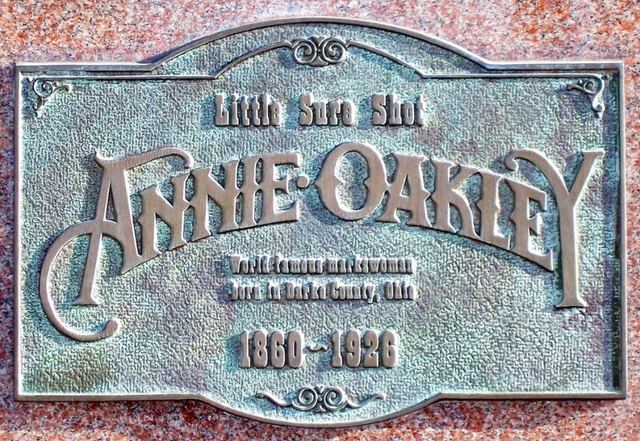 Little Sure Shot
ANNIE·OAKLEY
World-famous markswoman
born in Darke County, Ohio
1860–1926